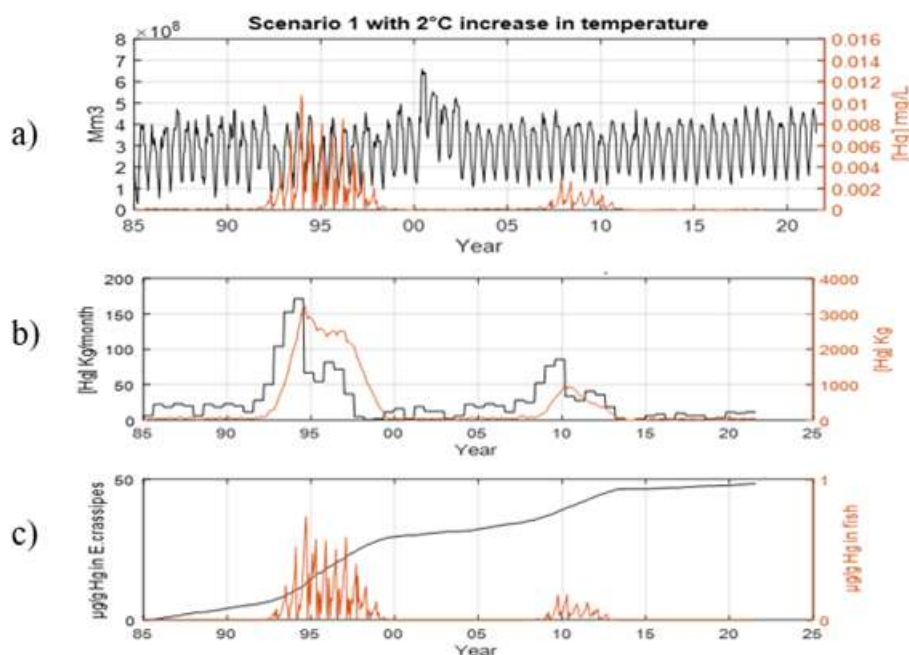 Scenario 1 with 2°C increase in temperature
×10⁸
a)
Mm3
8
7
6
5
4
3
2
1
0
85 90 95 00 05 10 15 20
Year
0.016
0.014
0.012
0.01
0.008
0.006
0.004
0.002
0
[Hg] mg/L
b)
[Hg] Kg/month
200
150
100
50
0
85 90 95 00 05 10 15 20 25
Year
4000
3000
2000
1000
0
[Hg] Kg
c)
µg/g Hg in E.crassipes
50
0
85 90 95 00 05 10 15 20 25
Year
1
0
µg/g Hg in fish